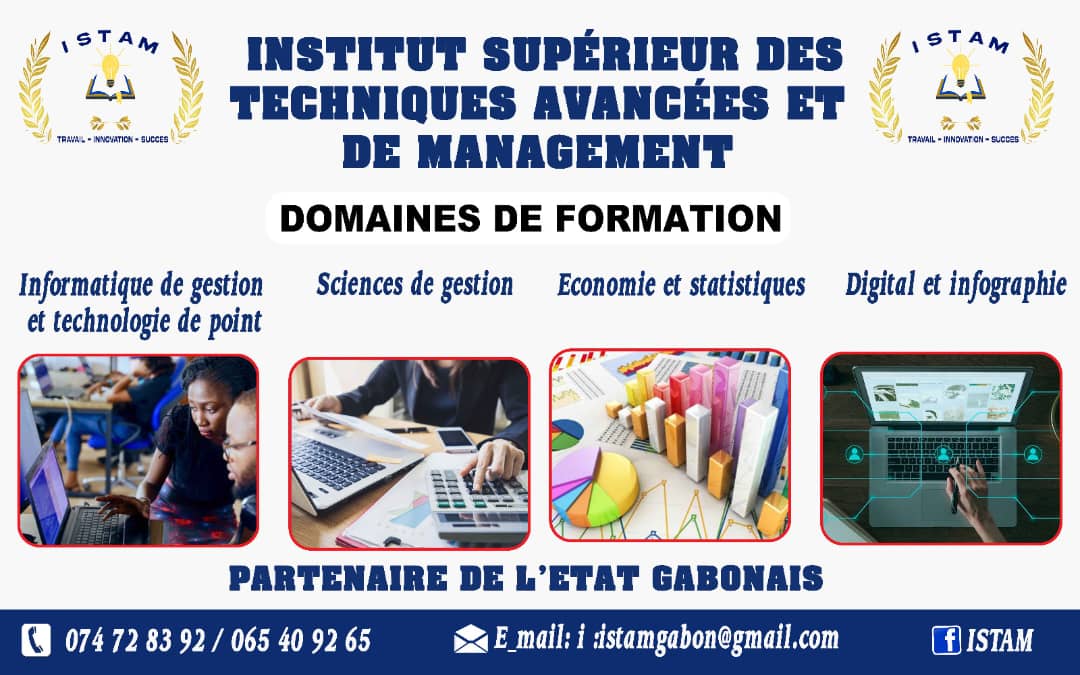 ISTAM
TRAVAIL - INNOVATION - SUCCES
INSTITUT SUPÉRIEUR DES
TECHNIQUES AVANCÉES ET
DE MANAGEMENT
ISTAM
TRAVAIL - INNOVATION - SUCCES
DOMAINES DE FORMATION
Informatique de gestion
et technologie de point
Sciences de gestion
Economie et statistiques
Digital et infographie
PARTENAIRE DE L'ETAT GABONAIS
074 72 83 92 / 065 40 92 65
E_mail: i :istamgabon@gmail.com
f ISTAM